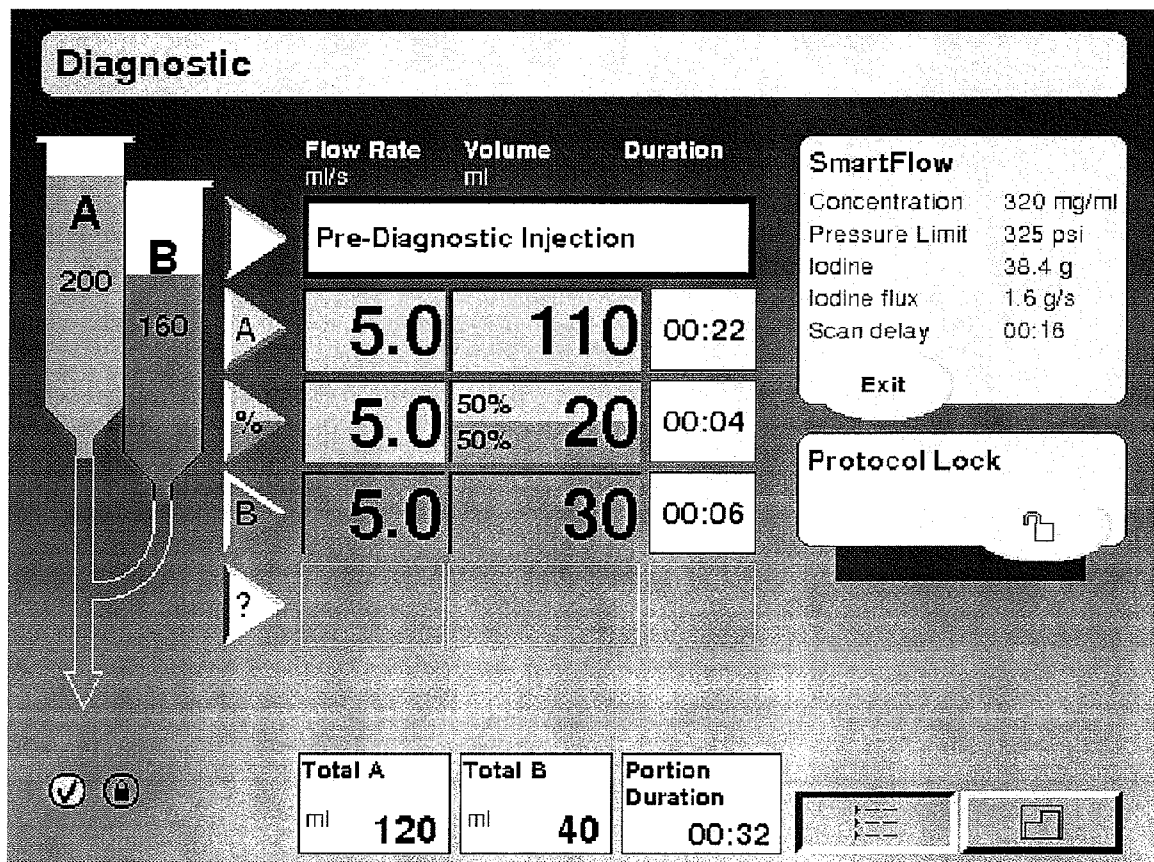 Diagnostic
Flow Rate Volume Duration
ml/s ml
A
200
B
160
Pre-Diagnostic Injection
A 5.0 110 00:22
% 5.0 50% 50% 20 00:04
B 5.0 30 00:06
?
SmartFlow
Concentration 320 mg/ml
Pressure Limit 325 psi
Iodine 38.4 g
Iodine flux 1.6 g/s
Scan delay 00:16
Exit
Protocol Lock
Total A
ml 120
Total B
ml 40
Portion
Duration
00:32